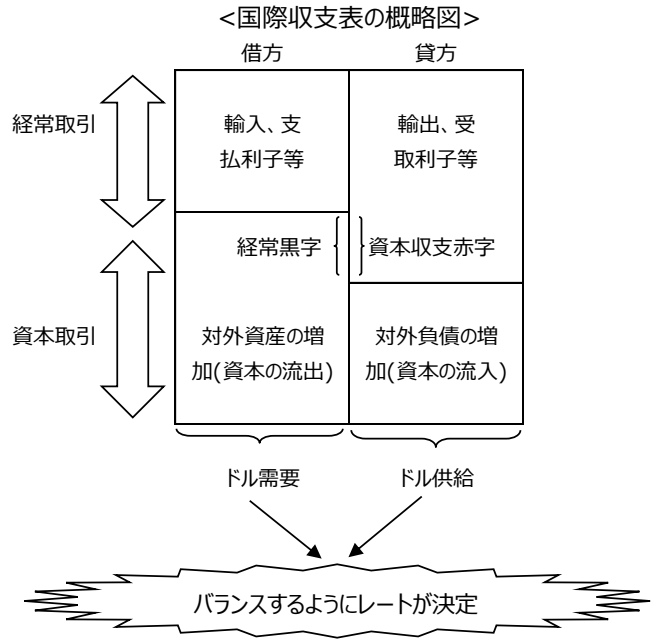 <国際収支表の概略図>
借方
貸方
経常取引
輸入、支
払利子等
輸出、受
取利子等
経常黒字
資本収支赤字
資本取引
対外資産の増
加(資本の流出)
対外負債の増
加(資本の流入)
ドル需要
ドル供給
バランスするようにレートが決定